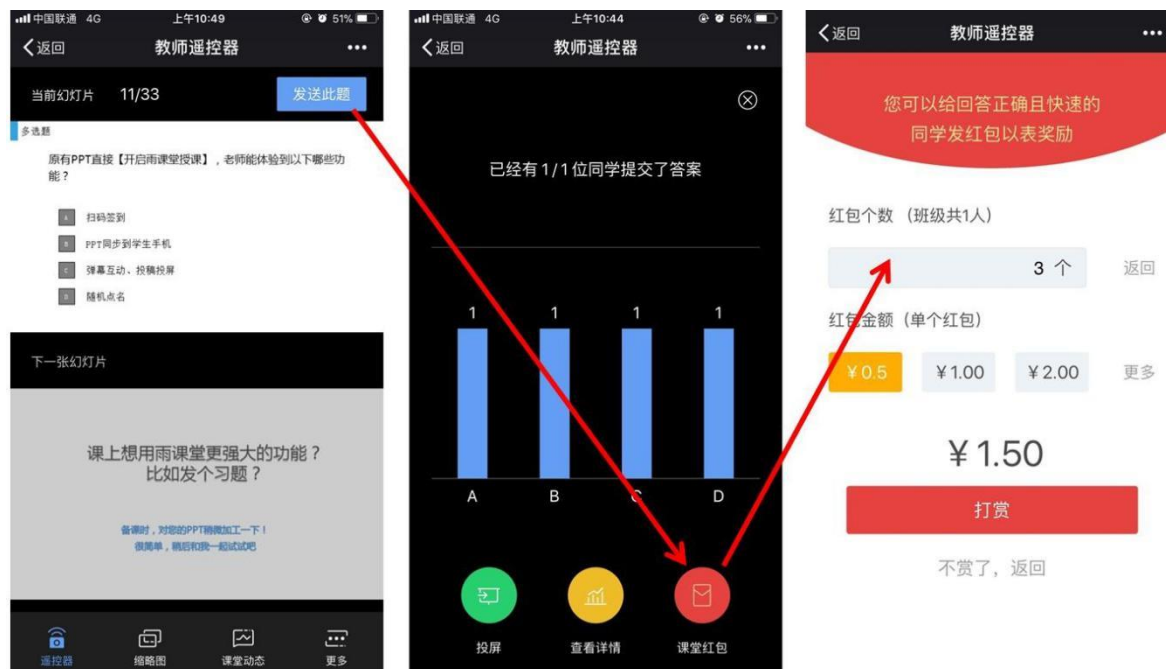 中国联通 4G 上午10:49 51%
返回 教师遥控器
当前幻灯片 11/33 发送此题
多选题
原有PPT直接【开启雨课堂授课】，老师能体验到以下哪些功
能？
A 扫码签到
B PPT同步到学生手机
C 弹幕互动、投稿投屏
D 随机点名
下一张幻灯片
课上想用雨课堂更强大的功能？
比如发个习题？
备课时，对您的PPT稍微加工一下！
很简单，稍后和我一起试试吧
遥控器 缩略图 课堂动态 更多
中国联通 4G 上午10:44 56%
返回 教师遥控器
已经有1/1位同学提交了答案
1 1 1 1
A B C D
投屏 查看详情 课堂红包
返回 教师遥控器
您可以给回答正确且快速的
同学发红包以表奖励
红包个数 （班级共1人）
3 个 返回
红包金额（单个红包）
¥0.5 ¥1.00 ¥2.00 更多
¥1.50
打赏
不赏了，返回